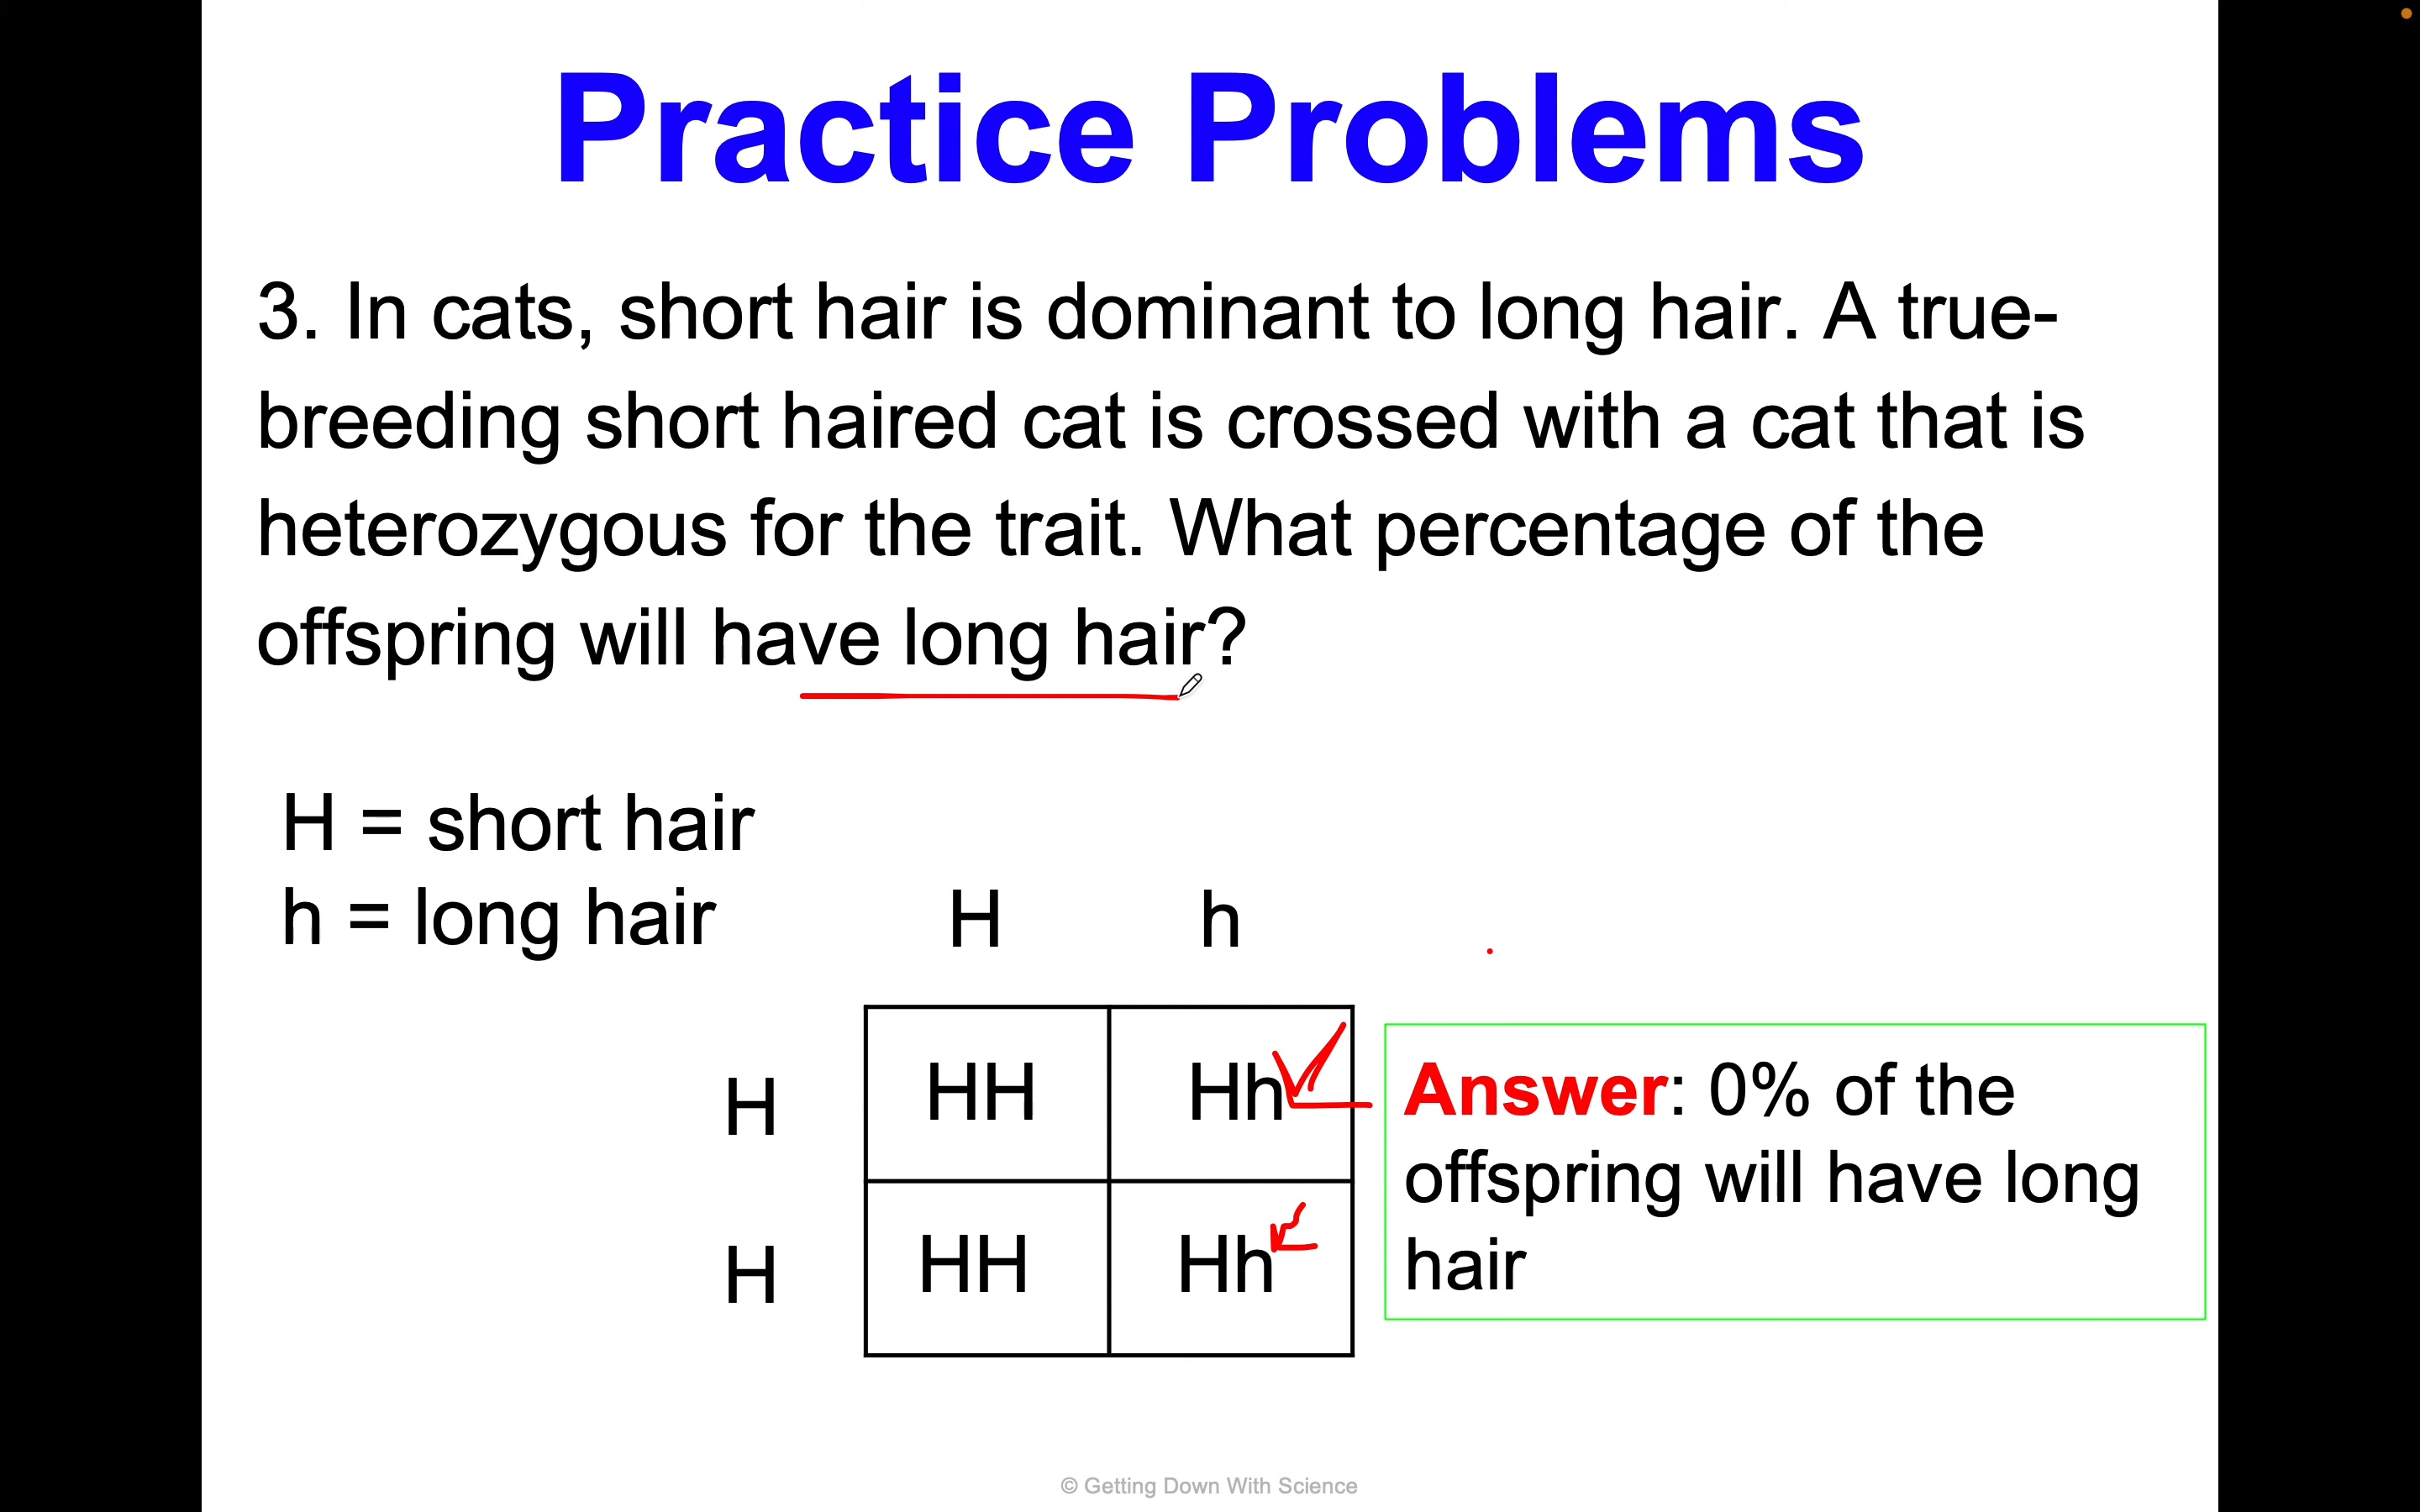 Practice Problems
3. In cats, short hair is dominant to long hair. A true-
breeding short haired cat is crossed with a cat that is
heterozygous for the trait. What percentage of the
offspring will have long hair?
H = short hair
h = long hair
H h
H HH Hh
H HH Hh
Answer: 0% of the
offspring will have long
hair
© Getting Down With Science